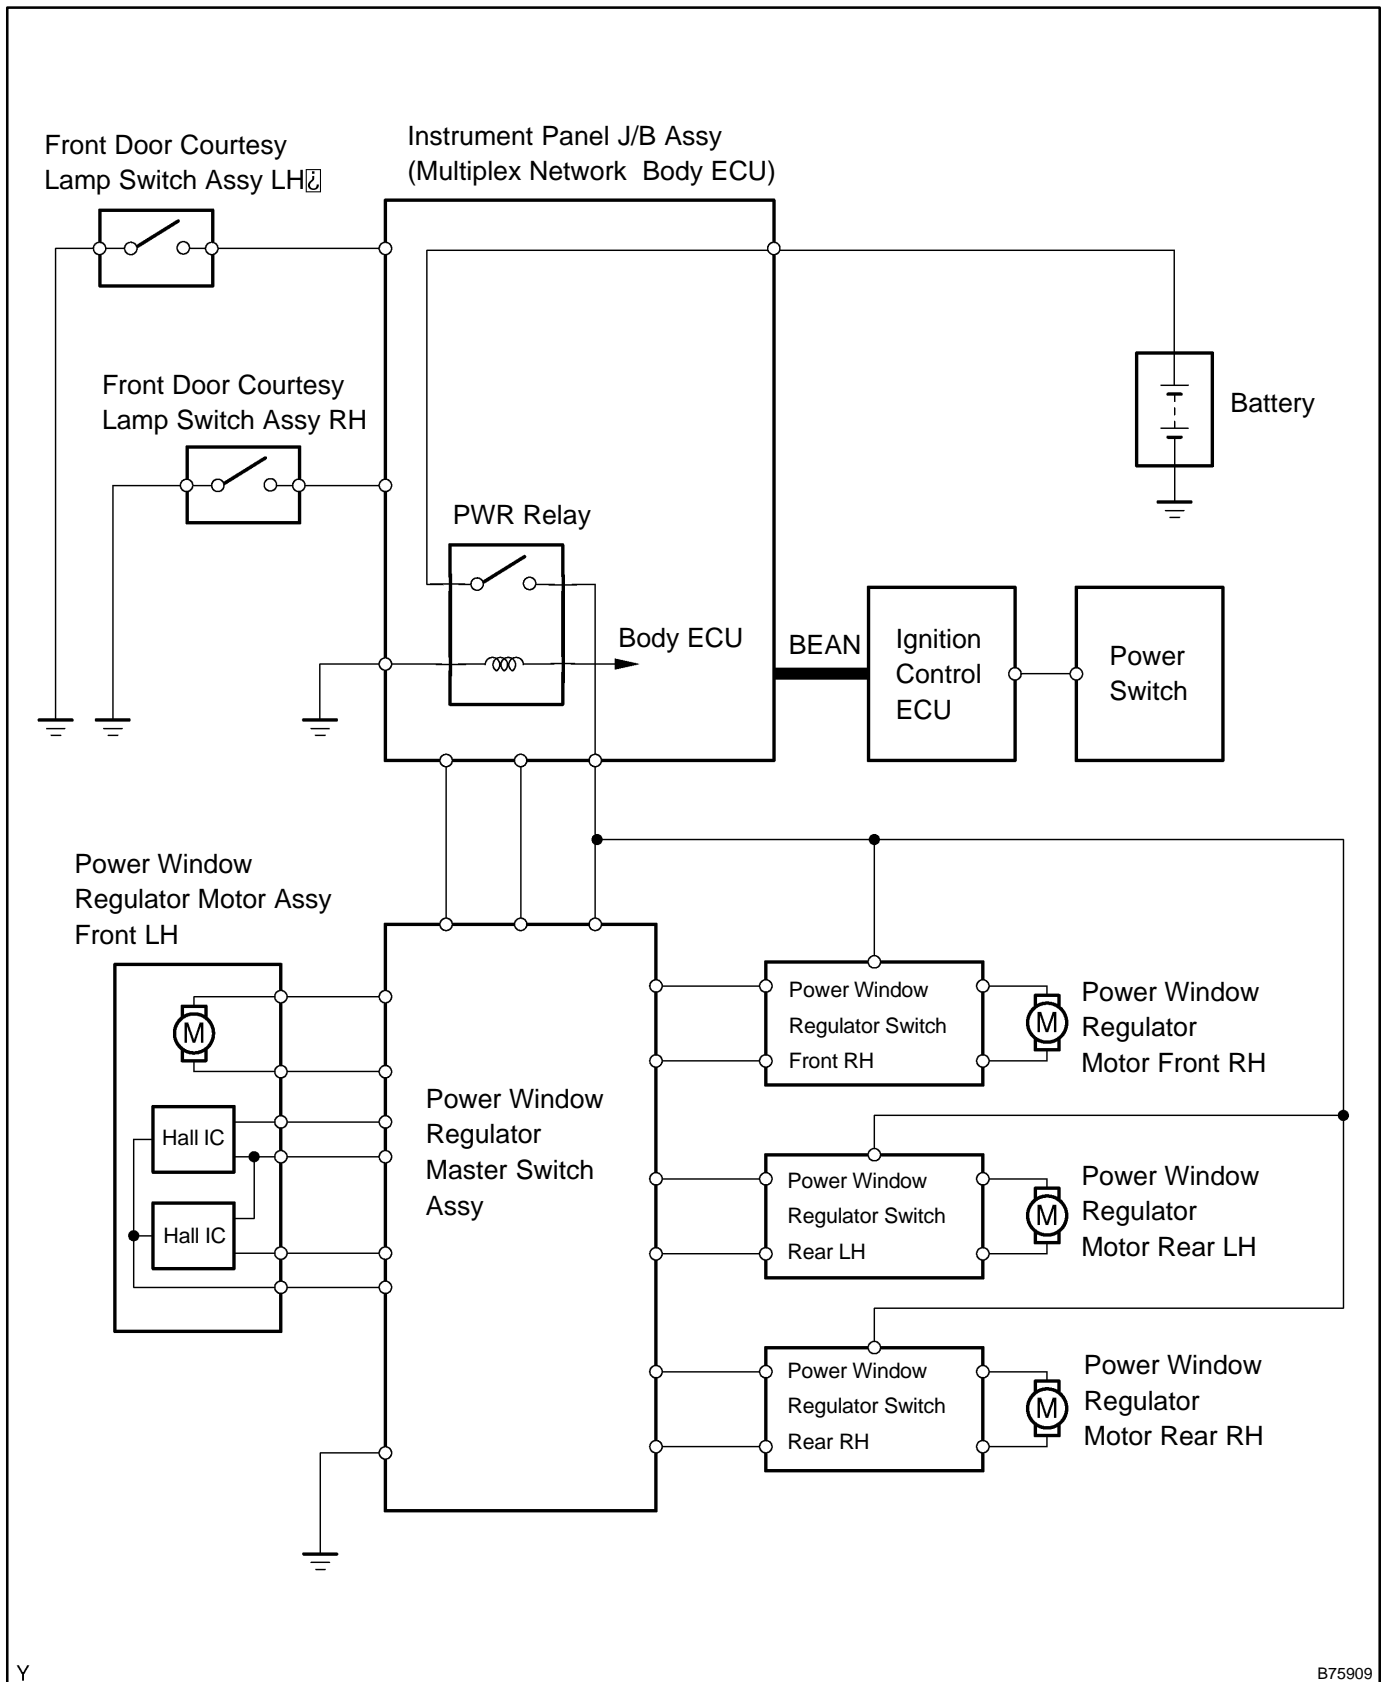 Front Door Courtesy
Lamp Switch Assy LH¿
Instrument Panel J/B Assy
(Multiplex Network Body ECU)
Front Door Courtesy
Lamp Switch Assy RH
Battery
PWR Relay
Body ECU
BEAN
Ignition
Control
ECU
Power
Switch
Power Window
Regulator Motor Assy
Front LH
M
Hall IC
Hall IC
Power Window
Regulator
Master Switch
Assy
Power Window
Regulator Switch
Front RH
M
Power Window
Regulator
Motor Front RH
Power Window
Regulator Switch
Rear LH
M
Power Window
Regulator
Motor Rear LH
Power Window
Regulator Switch
Rear RH
M
Power Window
Regulator
Motor Rear RH
Y
B75909